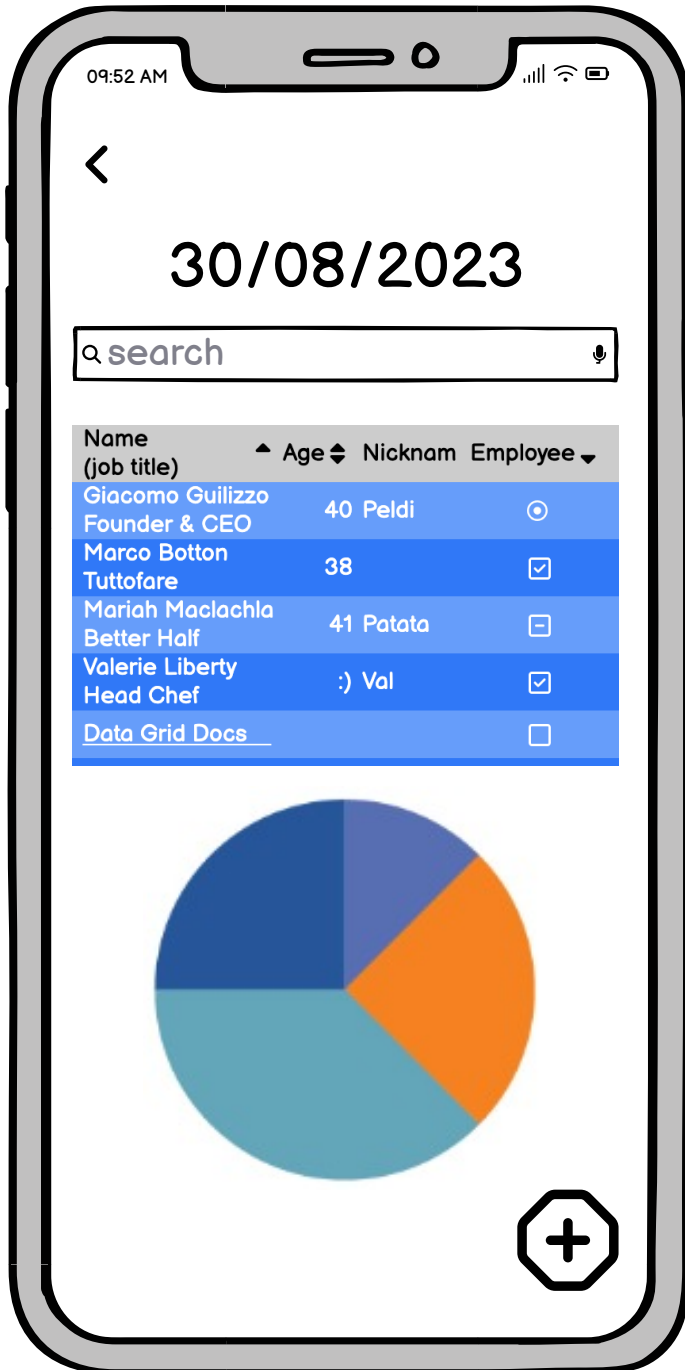 09:52 AM
30/08/2023
search
Name
(job title) Age Nicknam Employee
Giacomo Guilizzo
Founder & CEO 40 Peldi
Marco Botton
Tuttofare 38
Mariah Maclachla
Better Half 41 Patata
Valerie Liberty
Head Chef :) Val
Data Grid Docs